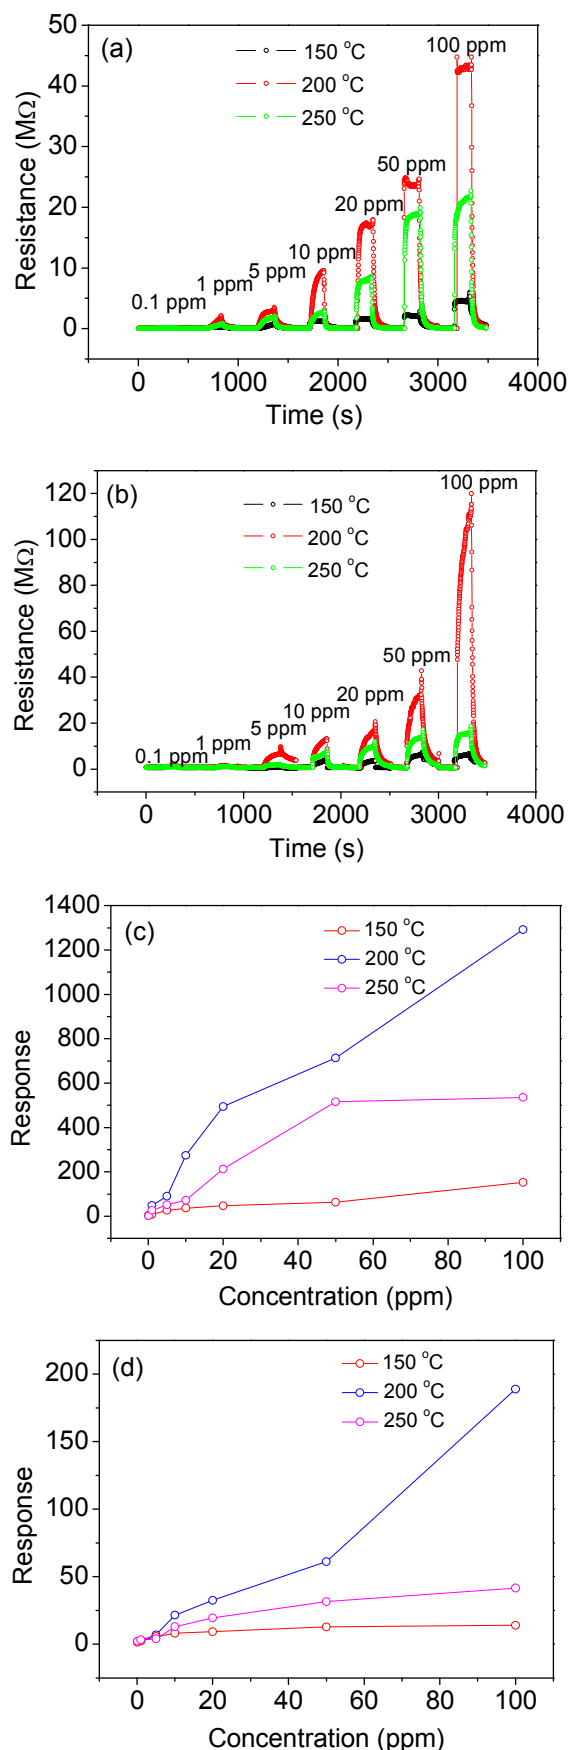 (a)
150 °C
200 °C
250 °C
100 ppm
50 ppm
20 ppm
10 ppm
5 ppm
1 ppm
0.1 ppm
50
40
30
20
10
0
Resistance (MΩ)
0 1000 2000 3000 4000
Time (s)
(b)
150 °C
200 °C
250 °C
100 ppm
50 ppm
20 ppm
10 ppm
5 ppm
1 ppm
0.1 ppm
120
100
80
60
40
20
0
Resistance (MΩ)
0 1000 2000 3000 4000
Time (s)
(c)
150 °C
200 °C
250 °C
1400
1200
1000
800
600
400
200
0
Response
0 20 40 60 80 100
Concentration (ppm)
(d)
150 °C
200 °C
250 °C
200
150
100
50
0
Response
0 20 40 60 80 100
Concentration (ppm)